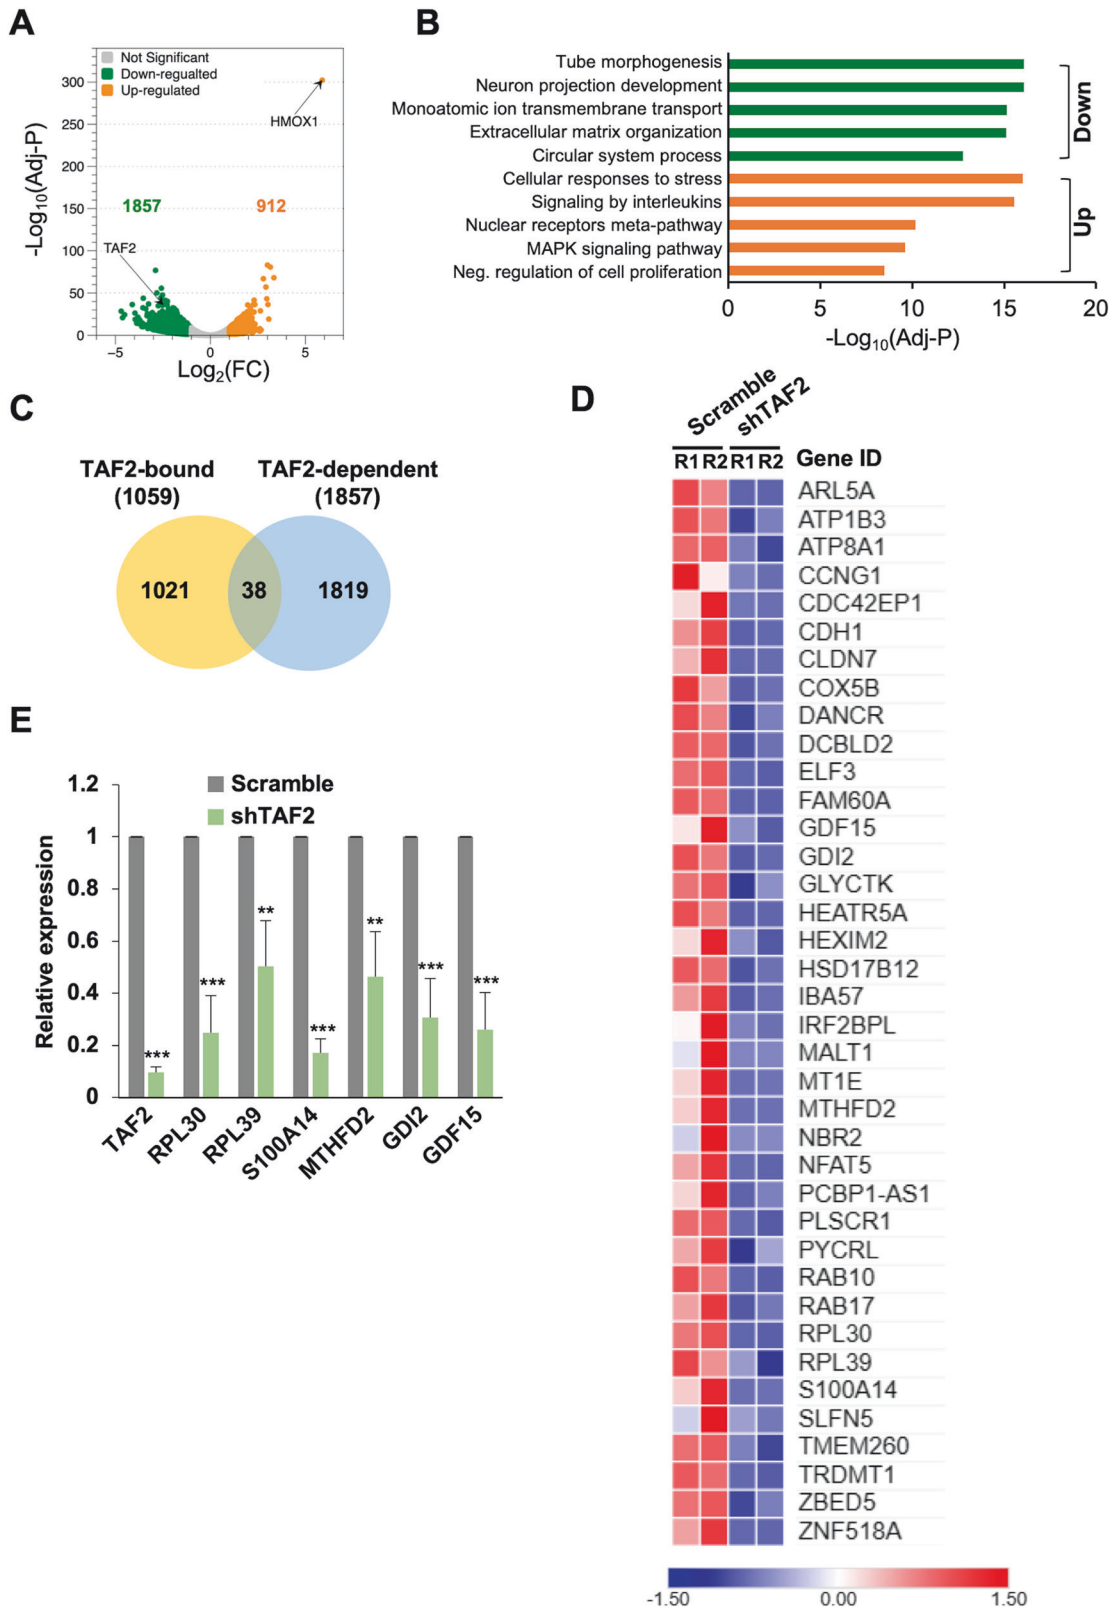 A
Not Significant
Down-regualted
Up-regulated
300
250
200
150
100
50
0
-Log10(Adj-P)
HMOX1
1857
912
TAF2
−5
0
5
Log2(FC)
B
Tube morphogenesis
Neuron projection development
Monoatomic ion transmembrane transport
Extracellular matrix organization
Circular system process
Cellular responses to stress
Signaling by interleukins
Nuclear receptors meta-pathway
MAPK signaling pathway
Neg. regulation of cell proliferation
Down
Up
0 5 10 15 20
-Log10(Adj-P)
C
TAF2-bound
(1059)
TAF2-dependent
(1857)
1021
38
1819
D
Scramble
shTAF2
R1 R2 R1 R2 Gene ID
ARL5A
ATP1B3
ATP8A1
CCNG1
CDC42EP1
CDH1
CLDN7
COX5B
DANCR
DCBLD2
ELF3
FAM60A
GDF15
GDI2
GLYCTK
HEATR5A
HEXIM2
HSD17B12
IBA57
IRF2BPL
MALT1
MT1E
MTHFD2
NBR2
NFAT5
PCBP1-AS1
PLSCR1
PYCRL
RAB10
RAB17
RPL30
RPL39
S100A14
SLFN5
TMEM260
TRDMT1
ZBED5
ZNF518A
-1.50 0.00 1.50
E
Scramble
shTAF2
Relative expression
1.2
1
0.8
0.6
0.4
0.2
0
***
***
**
***
**
***
***
TAF2
RPL30
RPL39
S100A14
MTHFD2
GDI2
GDF15